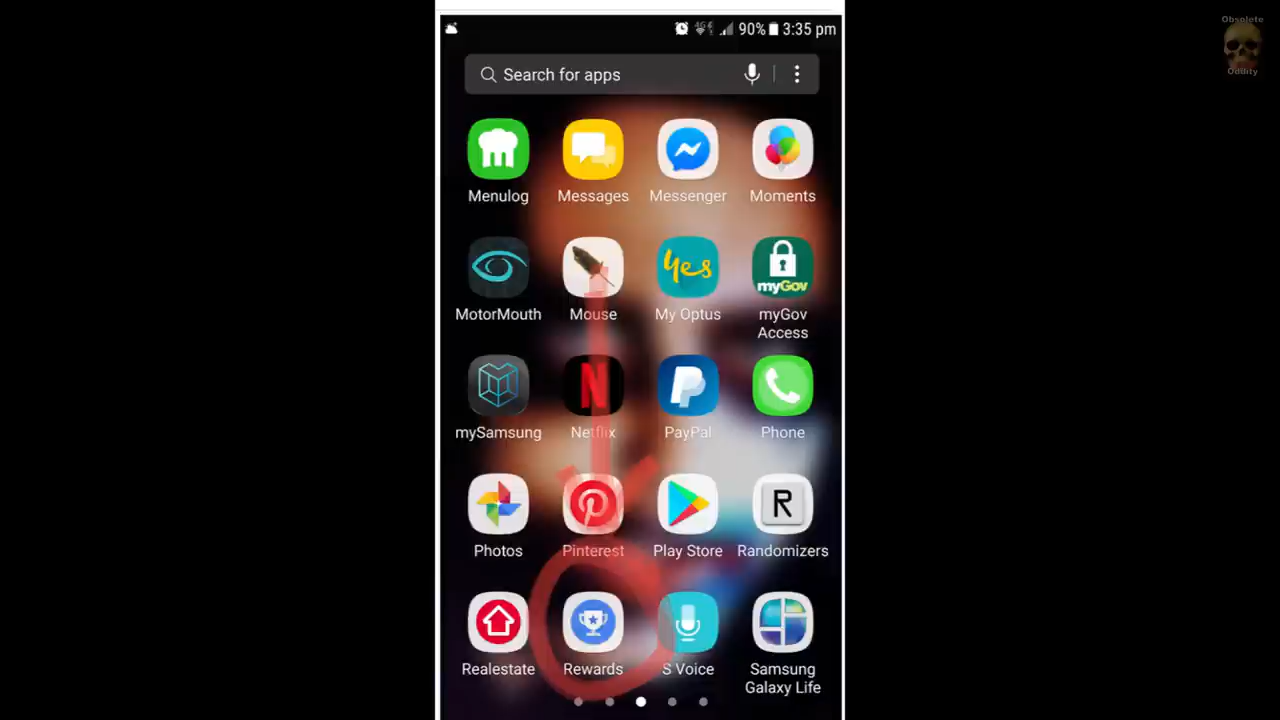 Obsolete
Oddity
4G
90% 3:35 pm
Search for apps
Menulog Messages Messenger Moments
yes
myGov
MotorMouth Mouse My Optus myGov
Access
N
mySamsung Netflix PayPal Phone
R
Photos Pinterest Play Store Randomizers
Realestate Rewards S Voice Samsung
Galaxy Life